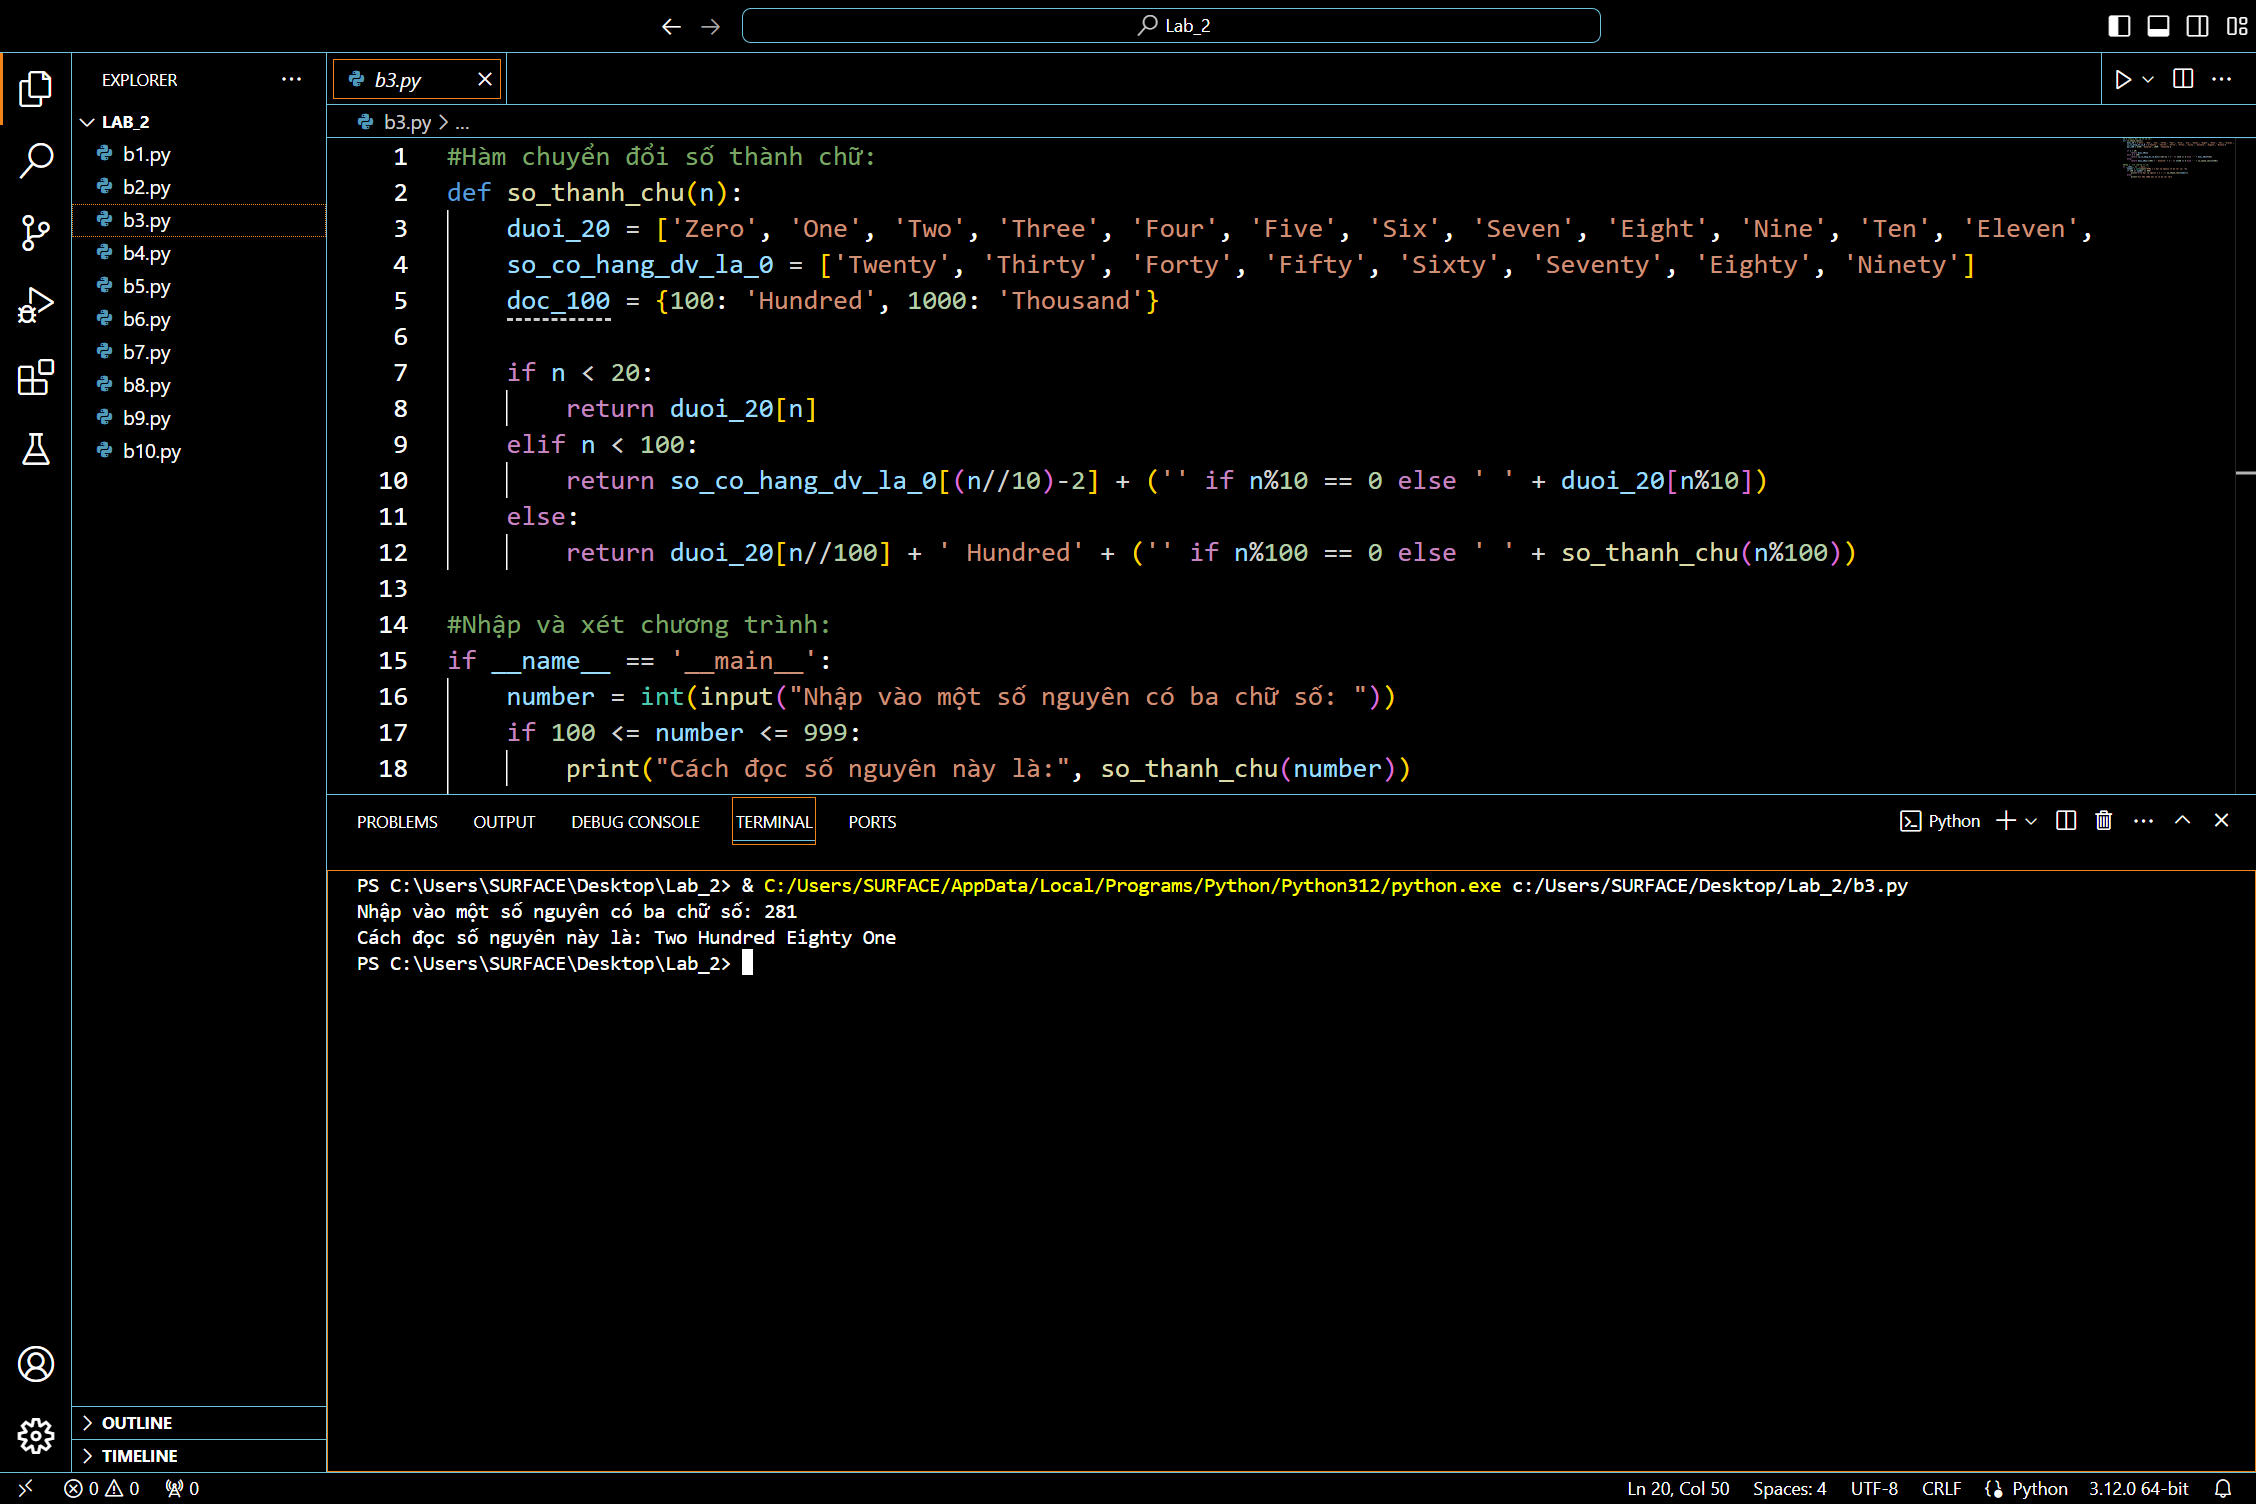 Lab_2
EXPLORER
LAB_2
b1.py
b2.py
b3.py
b4.py
b5.py
b6.py
b7.py
b8.py
b9.py
b10.py
OUTLINE
TIMELINE
b3.py
b3.py > ...
1 #Hàm chuyển đổi số thành chữ:
2 def so_thanh_chu(n):
3     duoi_20 = ['Zero', 'One', 'Two', 'Three', 'Four', 'Five', 'Six', 'Seven', 'Eight', 'Nine', 'Ten', 'Eleven',
4     so_co_hang_dv_la_0 = ['Twenty', 'Thirty', 'Forty', 'Fifty', 'Sixty', 'Seventy', 'Eighty', 'Ninety']
5     doc_100 = {100: 'Hundred', 1000: 'Thousand'}
6
7     if n < 20:
8         return duoi_20[n]
9     elif n < 100:
10         return so_co_hang_dv_la_0[(n//10)-2] + ('' if n%10 == 0 else ' ' + duoi_20[n%10])
11     else:
12         return duoi_20[n//100] + ' Hundred' + ('' if n%100 == 0 else ' ' + so_thanh_chu(n%100))
13
14 #Nhập và xét chương trình:
15 if __name__ == '__main__':
16     number = int(input("Nhập vào một số nguyên có ba chữ số: "))
17     if 100 <= number <= 999:
18         print("Cách đọc số nguyên này là:", so_thanh_chu(number))
PROBLEMS OUTPUT DEBUG CONSOLE TERMINAL PORTS Python
PS C:\Users\SURFACE\Desktop\Lab_2> & C:/Users/SURFACE/AppData/Local/Programs/Python/Python312/python.exe c:/Users/SURFACE/Desktop/Lab_2/b3.py
Nhập vào một số nguyên có ba chữ số: 281
Cách đọc số nguyên này là: Two Hundred Eighty One
PS C:\Users\SURFACE\Desktop\Lab_2>
0 0 0 Ln 20, Col 50 Spaces: 4 UTF-8 CRLF Python 3.12.0 64-bit